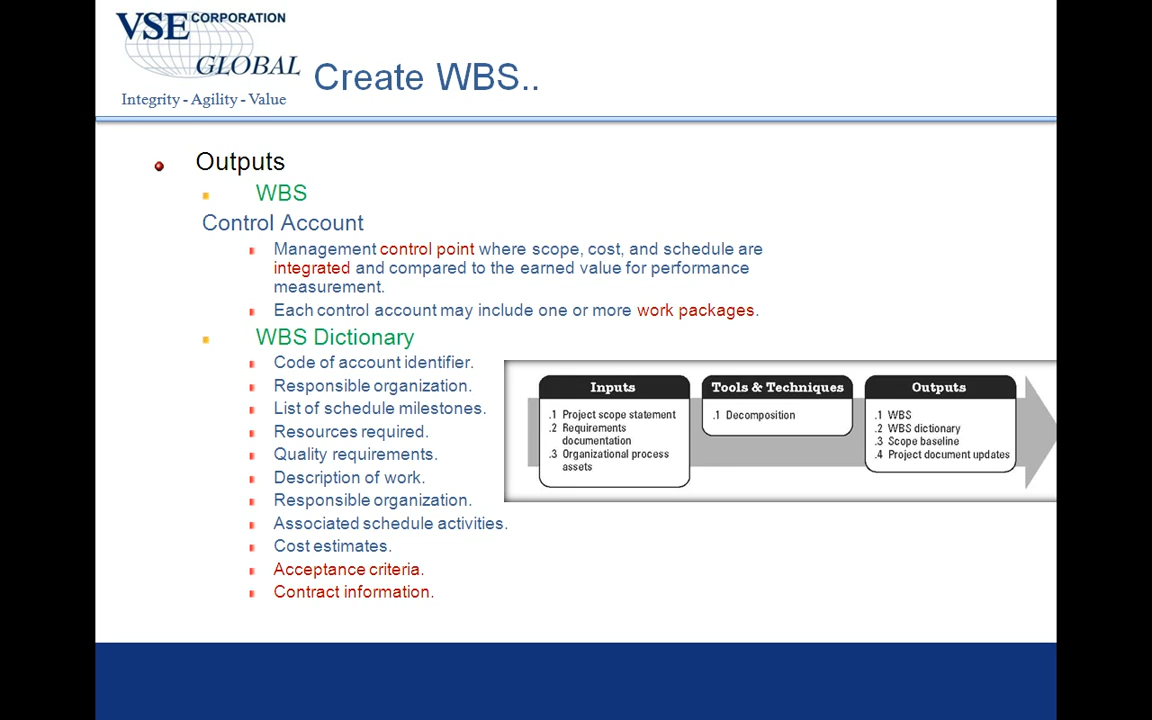 VSE CORPORATION
GLOBAL
Integrity - Agility - Value
Create WBS..
Outputs
WBS
Control Account
Management control point where scope, cost, and schedule are
integrated and compared to the earned value for performance
measurement.
Each control account may include one or more work packages.
WBS Dictionary
Code of account identifier.
Responsible organization.
List of schedule milestones.
Resources required.
Quality requirements.
Description of work.
Responsible organization.
Associated schedule activities.
Cost estimates.
Acceptance criteria.
Contract information.
Inputs
.1 Project scope statement
.2 Requirements
documentation
.3 Organizational process
assets
Tools & Techniques
.1 Decomposition
Outputs
.1 WBS
.2 WBS dictionary
.3 Scope baseline
.4 Project document updates